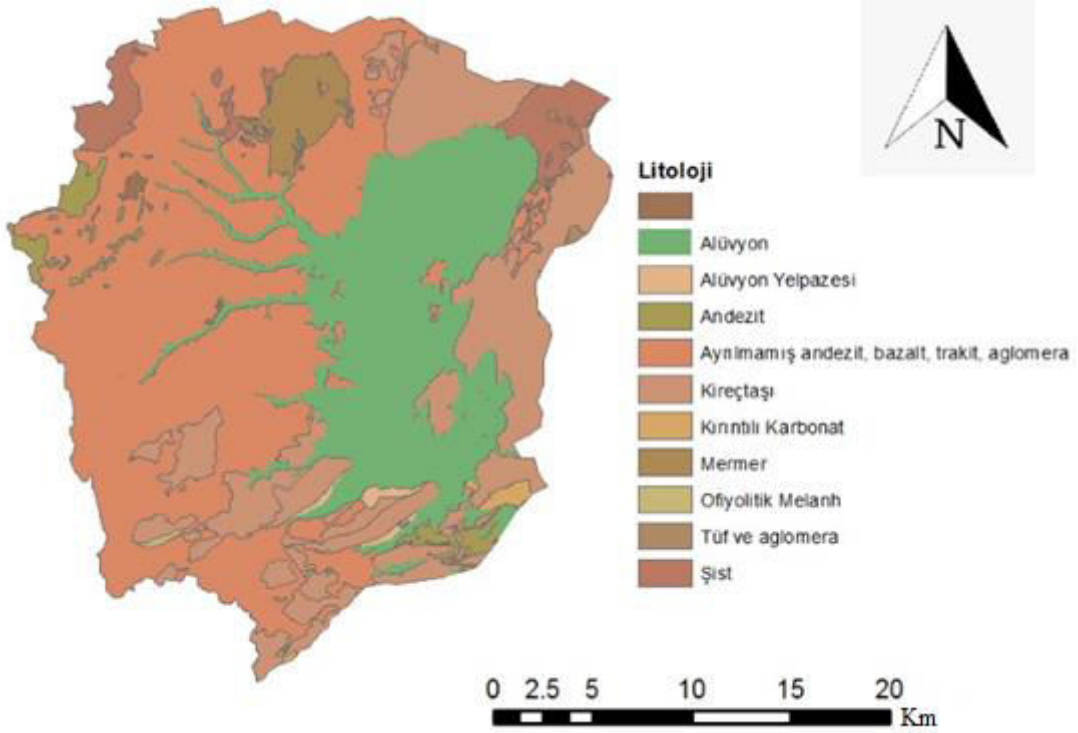 N
Litoloji
Alüvyon
Alüvyon Yelpazesi
Andezit
Ayrılmamış andezit, bazalt, trakit, aglomera
Kireçtaşı
Kırıntılı Karbonat
Mermer
Ofiyolitik Melanh
Tüf ve aglomera
Şist
0 2.5 5 10 15 20
Km